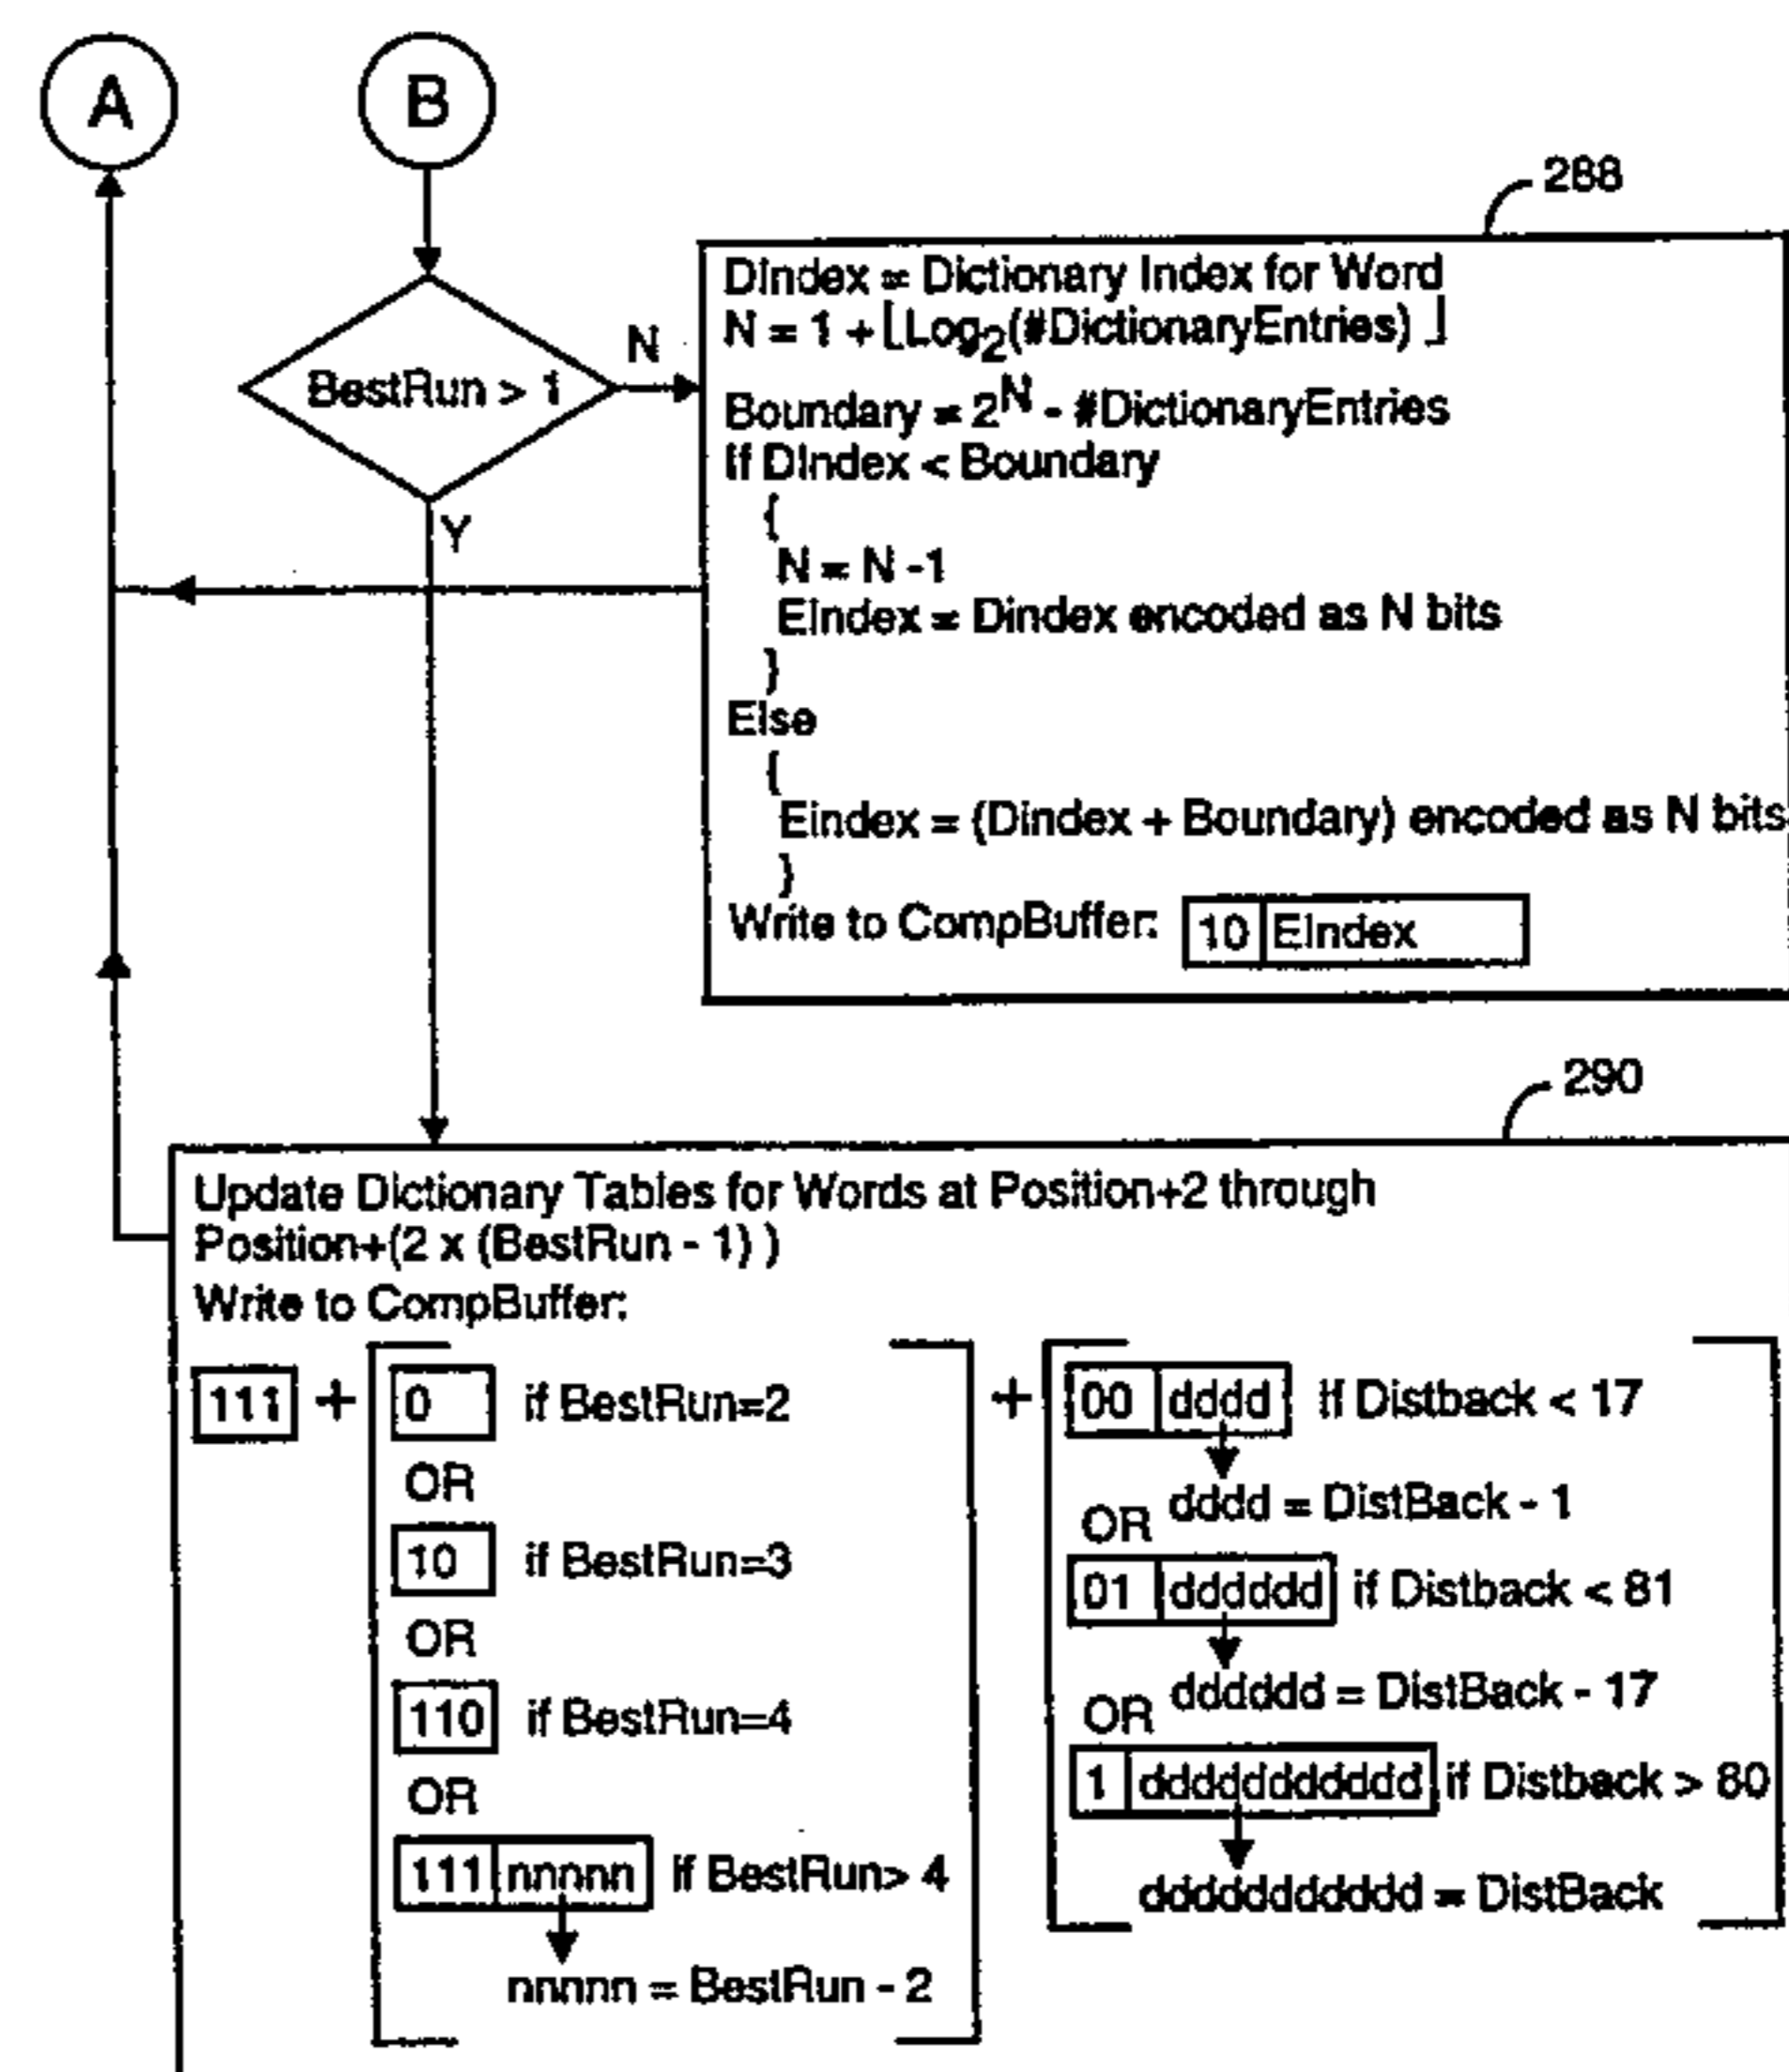 A
B
288
BestRun > 1
N
Y
DIndex = Dictionary Index for Word
N = 1 + ⌊Log2(#DictionaryEntries) ⌋
Boundary = 2^N - #DictionaryEntries
If DIndex < Boundary
{
N = N -1
EIndex = Dindex encoded as N bits
}
Else
{
Eindex = (Dindex + Boundary) encoded as N bits
}
Write to CompBuffer: 10 EIndex
290
Update Dictionary Tables for Words at Position+2 through
Position+(2 x (BestRun - 1) )
Write to CompBuffer:
111 + 0 if BestRun=2
OR
10 if BestRun=3
OR
110 if BestRun=4
OR
111 nnnnn if BestRun> 4
nnnnn = BestRun - 2
+ 00 dddd if Distback < 17
dddd = DistBack - 1
OR
01 dddddd if Distback < 81
dddddd = DistBack - 17
OR
1 ddddddddddd if Distback > 80
ddddddddddd = DistBack